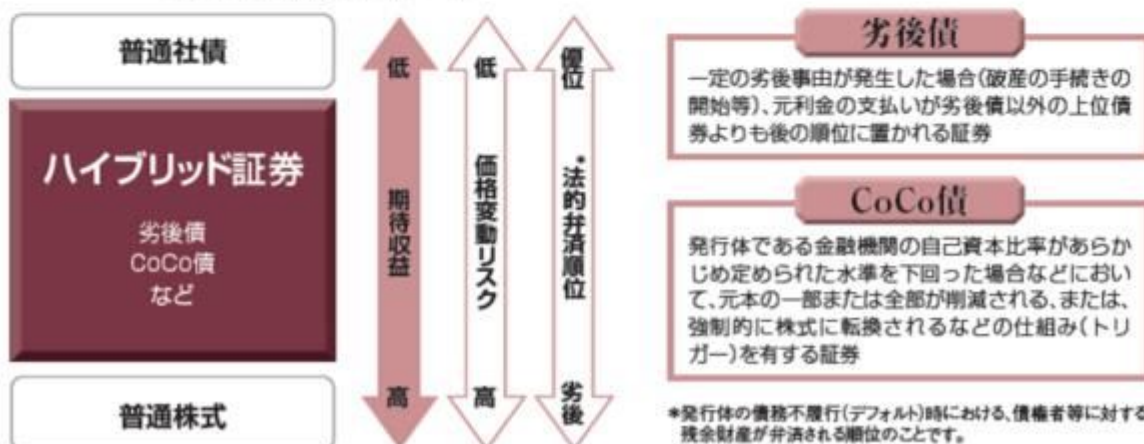 普通社債
ハイブリッド証券
劣後債
CoCo債
など
普通株式
低
期待収益
高
低
価格変動リスク
高
優位
*法的弁済順位
劣後
劣後債
一定の劣後事由が発生した場合(破産の手続きの
開始等)、元利金の支払いが劣後債以外の上位債
券よりも後の順位に置かれる証券
CoCo債
発行体である金融機関の自己資本比率があらか
じめ定められた水準を下回った場合などにおい
て、元本の一部または全部が削減される、または、
強制的に株式に転換されるなどの仕組み(トリ
ガー)を有する証券
*発行体の債務不履行(デフォルト)時における、債権者等に対する
残余財産が弁済される順位のことです。